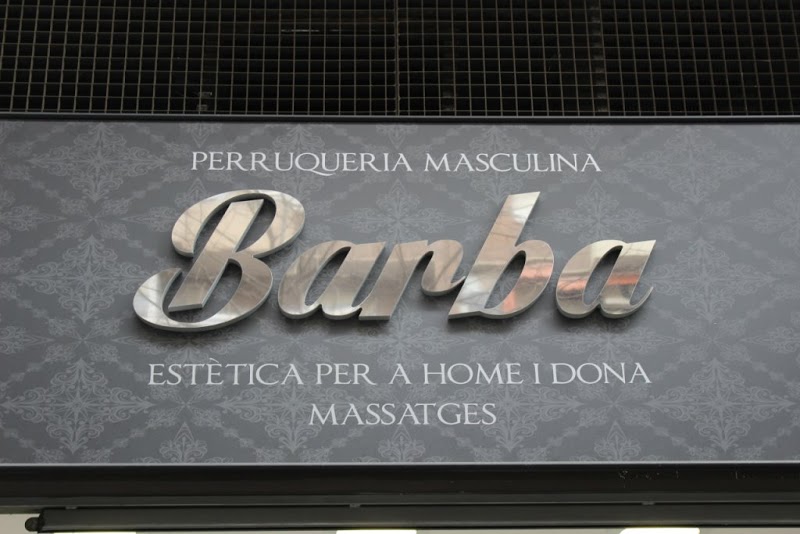 PERRUQUERIA MASCULINA
Barba
ESTÈTICA PER A HOME I DONA
MASSATGES